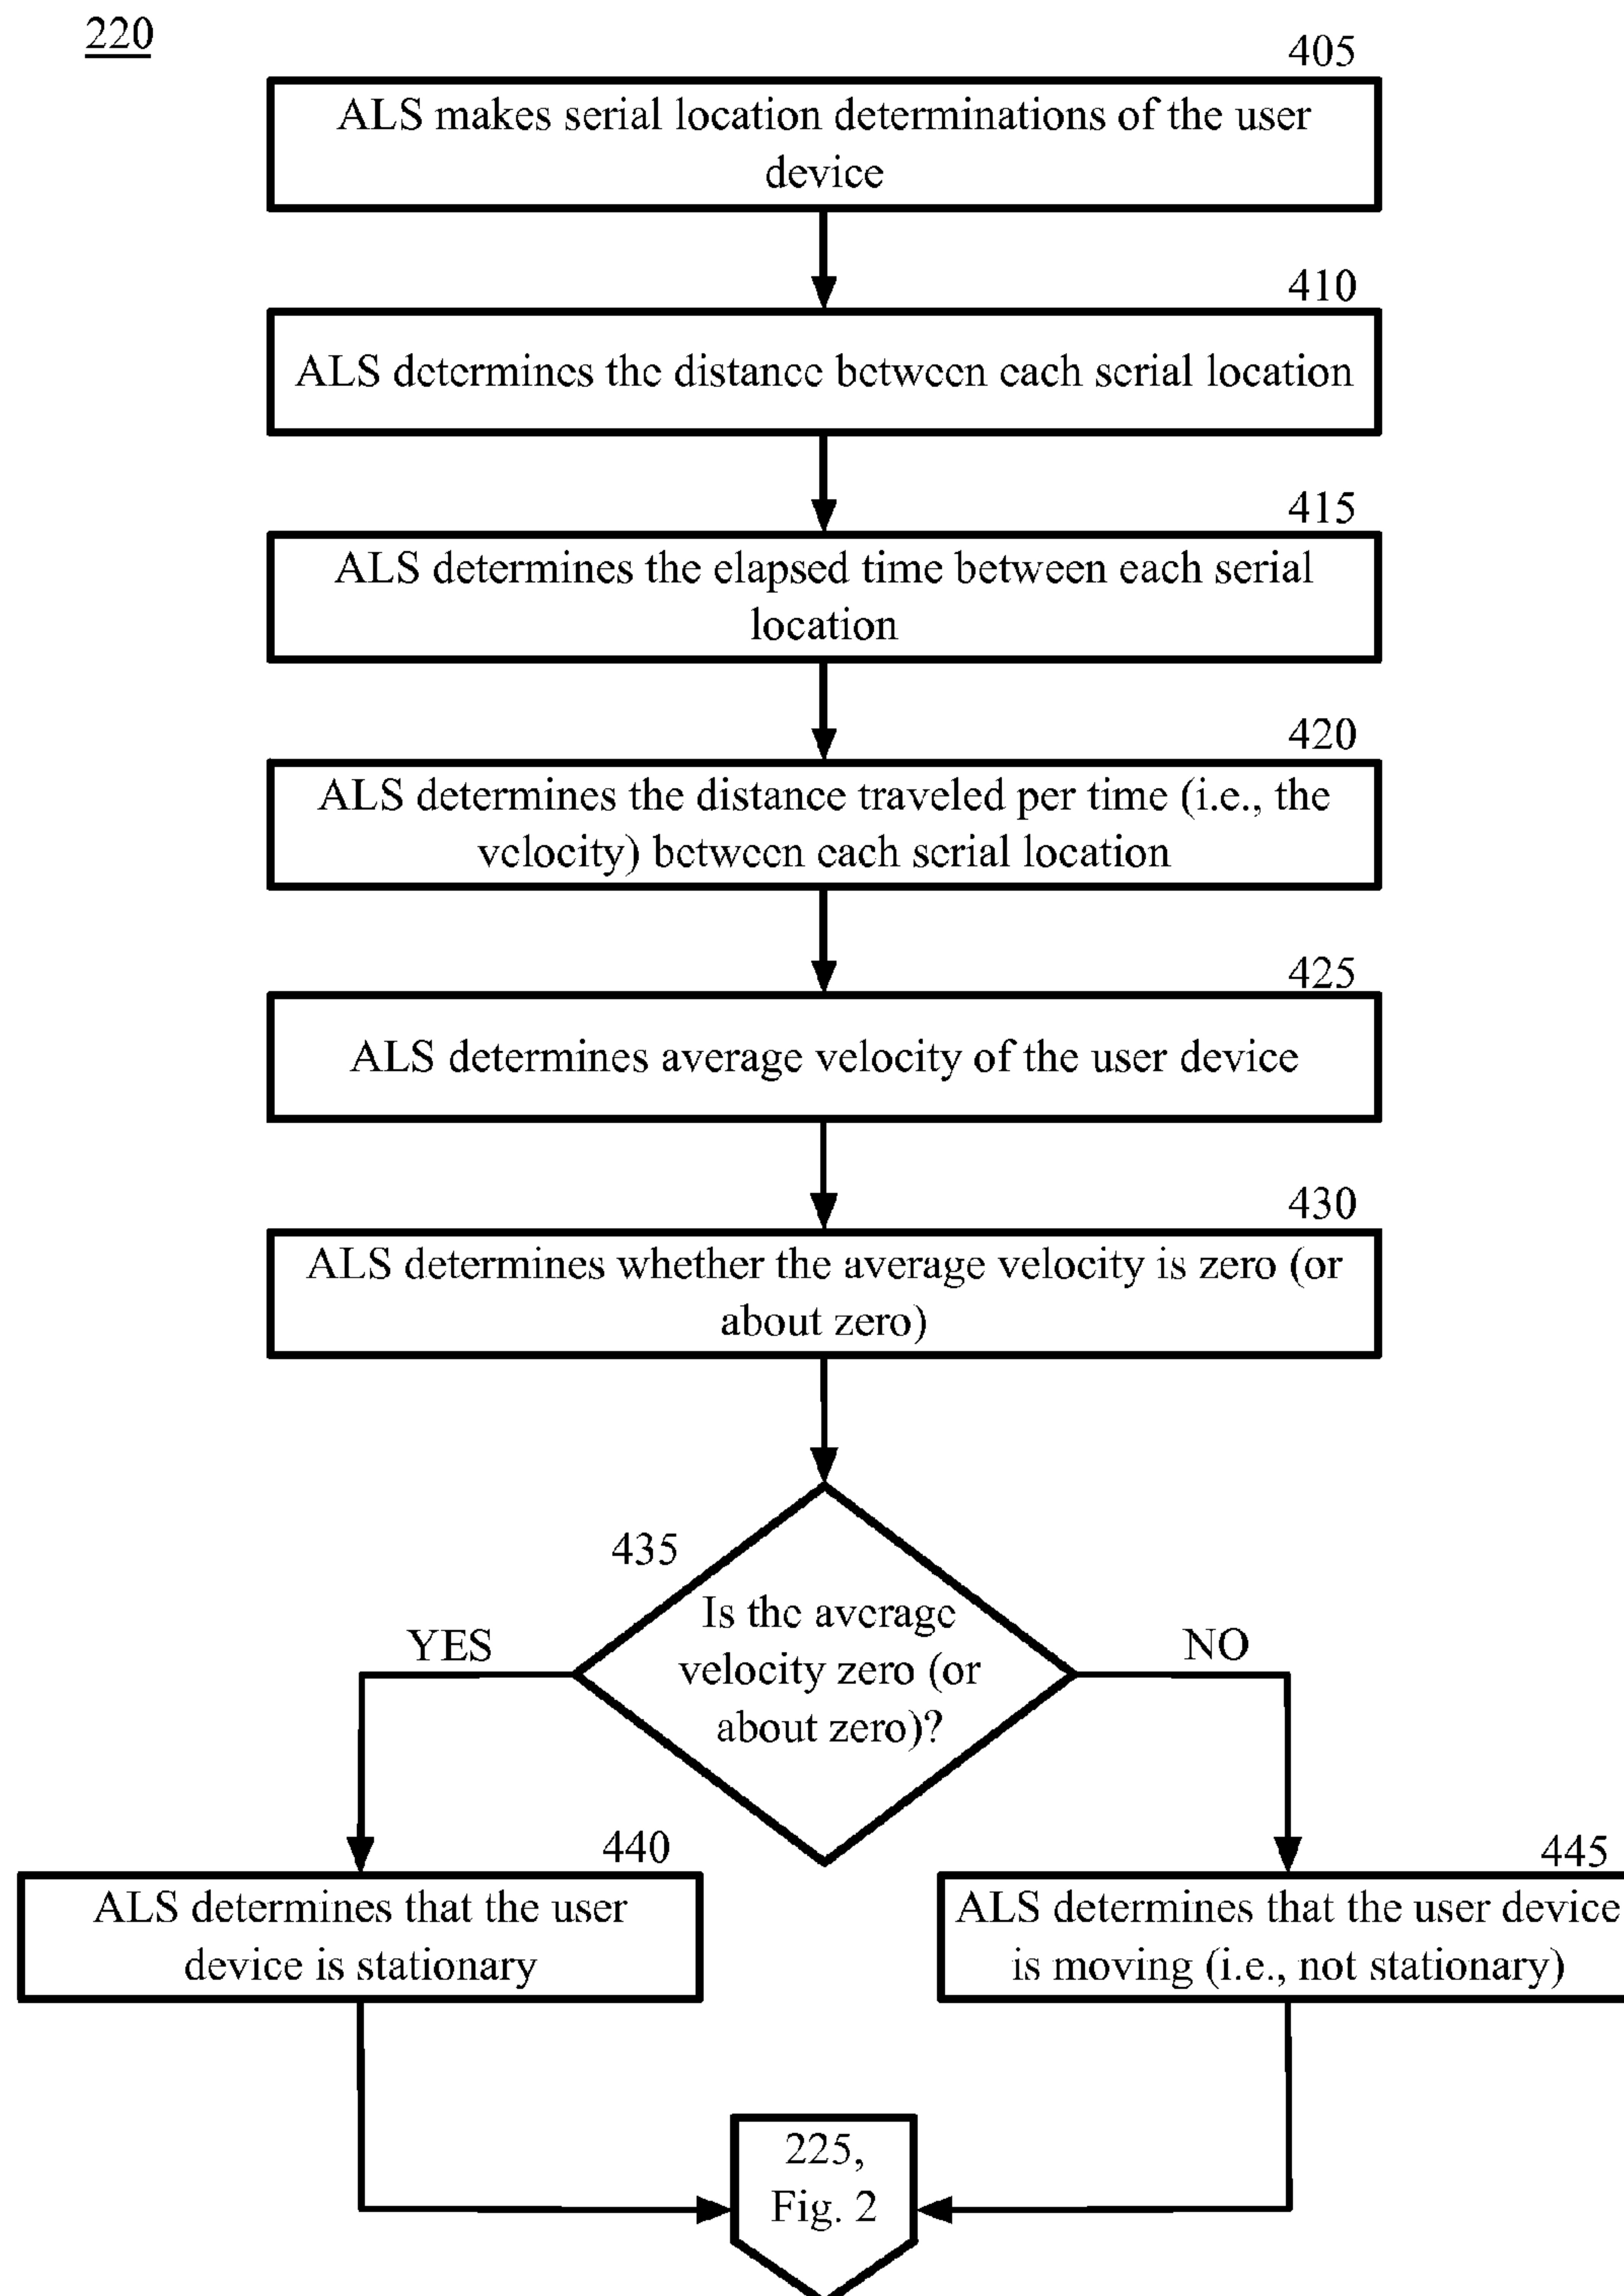 220
405
ALS makes serial location determinations of the user
device
410
ALS determines the distance between each serial location
415
ALS determines the elapsed time between each serial
location
420
ALS determines the distance traveled per time (i.e., the
velocity) between each serial location
425
ALS determines average velocity of the user device
430
ALS determines whether the average velocity is zero (or
about zero)
435
Is the average
velocity zero (or
about zero)?
YES
NO
440
ALS determines that the user
device is stationary
445
ALS determines that the user device
is moving (i.e., not stationary)
225,
Fig. 2